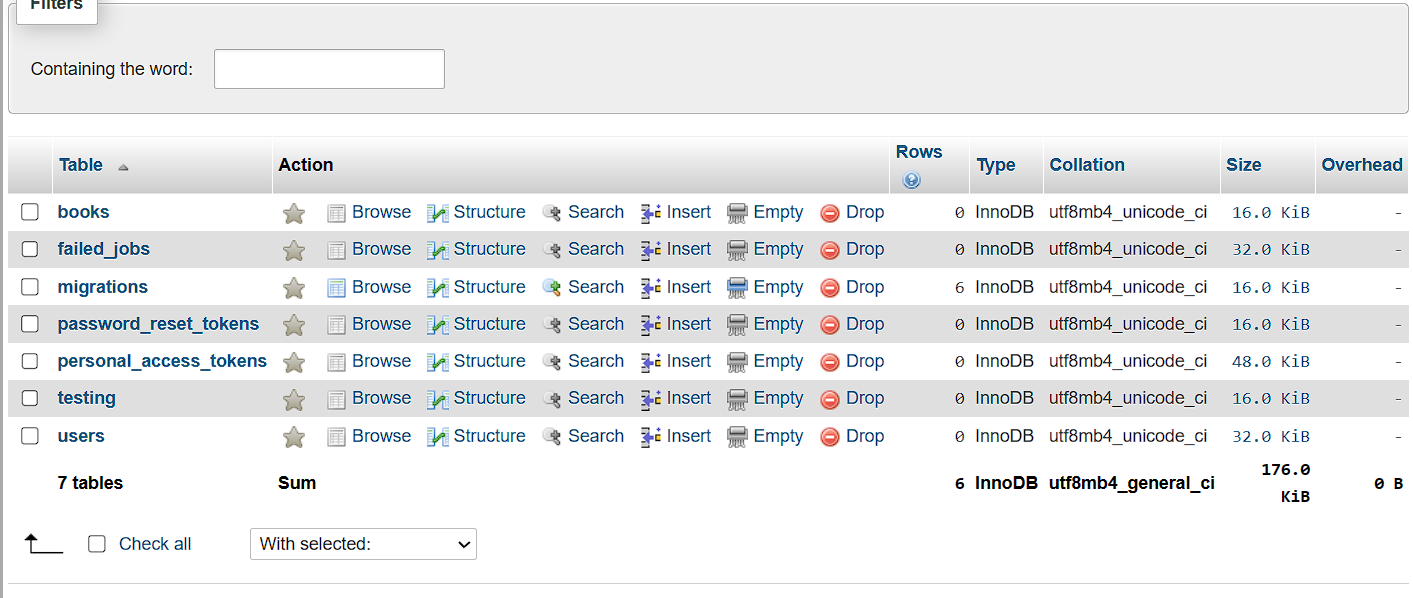 Filters
Containing the word:
Table Action Rows Type Collation Size Overhead
books Browse Structure Search Insert Empty Drop 0 InnoDB utf8mb4_unicode_ci 16.0 KiB -
failed_jobs Browse Structure Search Insert Empty Drop 0 InnoDB utf8mb4_unicode_ci 32.0 KiB -
migrations Browse Structure Search Insert Empty Drop 6 InnoDB utf8mb4_unicode_ci 16.0 KiB -
password_reset_tokens Browse Structure Search Insert Empty Drop 0 InnoDB utf8mb4_unicode_ci 16.0 KiB -
personal_access_tokens Browse Structure Search Insert Empty Drop 0 InnoDB utf8mb4_unicode_ci 48.0 KiB -
testing Browse Structure Search Insert Empty Drop 0 InnoDB utf8mb4_unicode_ci 16.0 KiB -
users Browse Structure Search Insert Empty Drop 0 InnoDB utf8mb4_unicode_ci 32.0 KiB -
7 tables Sum 6 InnoDB utf8mb4_general_ci 176.0 KiB 0 B
Check all With selected: